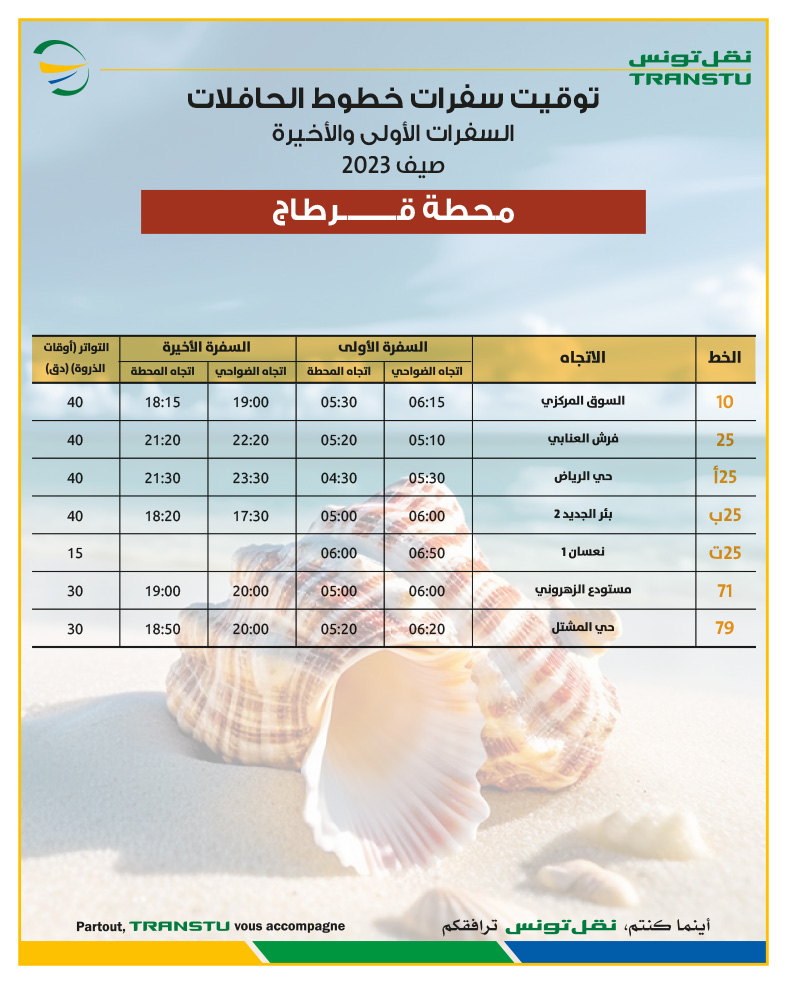 نقل تونس
TRANSTU
توقيت سفرات خطوط الحافلات
السفرات الأولى والأخيرة
صيف 2023
محطة قـــــرطاج
الخط الاتجاه السفرة الأولى السفرة الأخيرة التواتر (أوقات الذروة) (دق)
اتجاه الضواحي اتجاه المحطة اتجاه الضواحي اتجاه المحطة
10 السوق المركزي 06:15 05:30 19:00 18:15 40
25 فرش العنابي 05:10 05:20 22:20 21:20 40
25أ حي الرياض 05:30 04:30 23:30 21:30 40
25ب بئر الجديد 2 06:00 05:00 17:30 18:20 40
25ت نعسان 1 06:50 06:00 15
71 مستودع الزهروني 06:00 05:00 20:00 19:00 30
79 حي المشتل 06:20 05:20 20:00 18:50 30
أينما كنتم، نقل تونس ترافقكم
Partout, TRANSTU vous accompagne